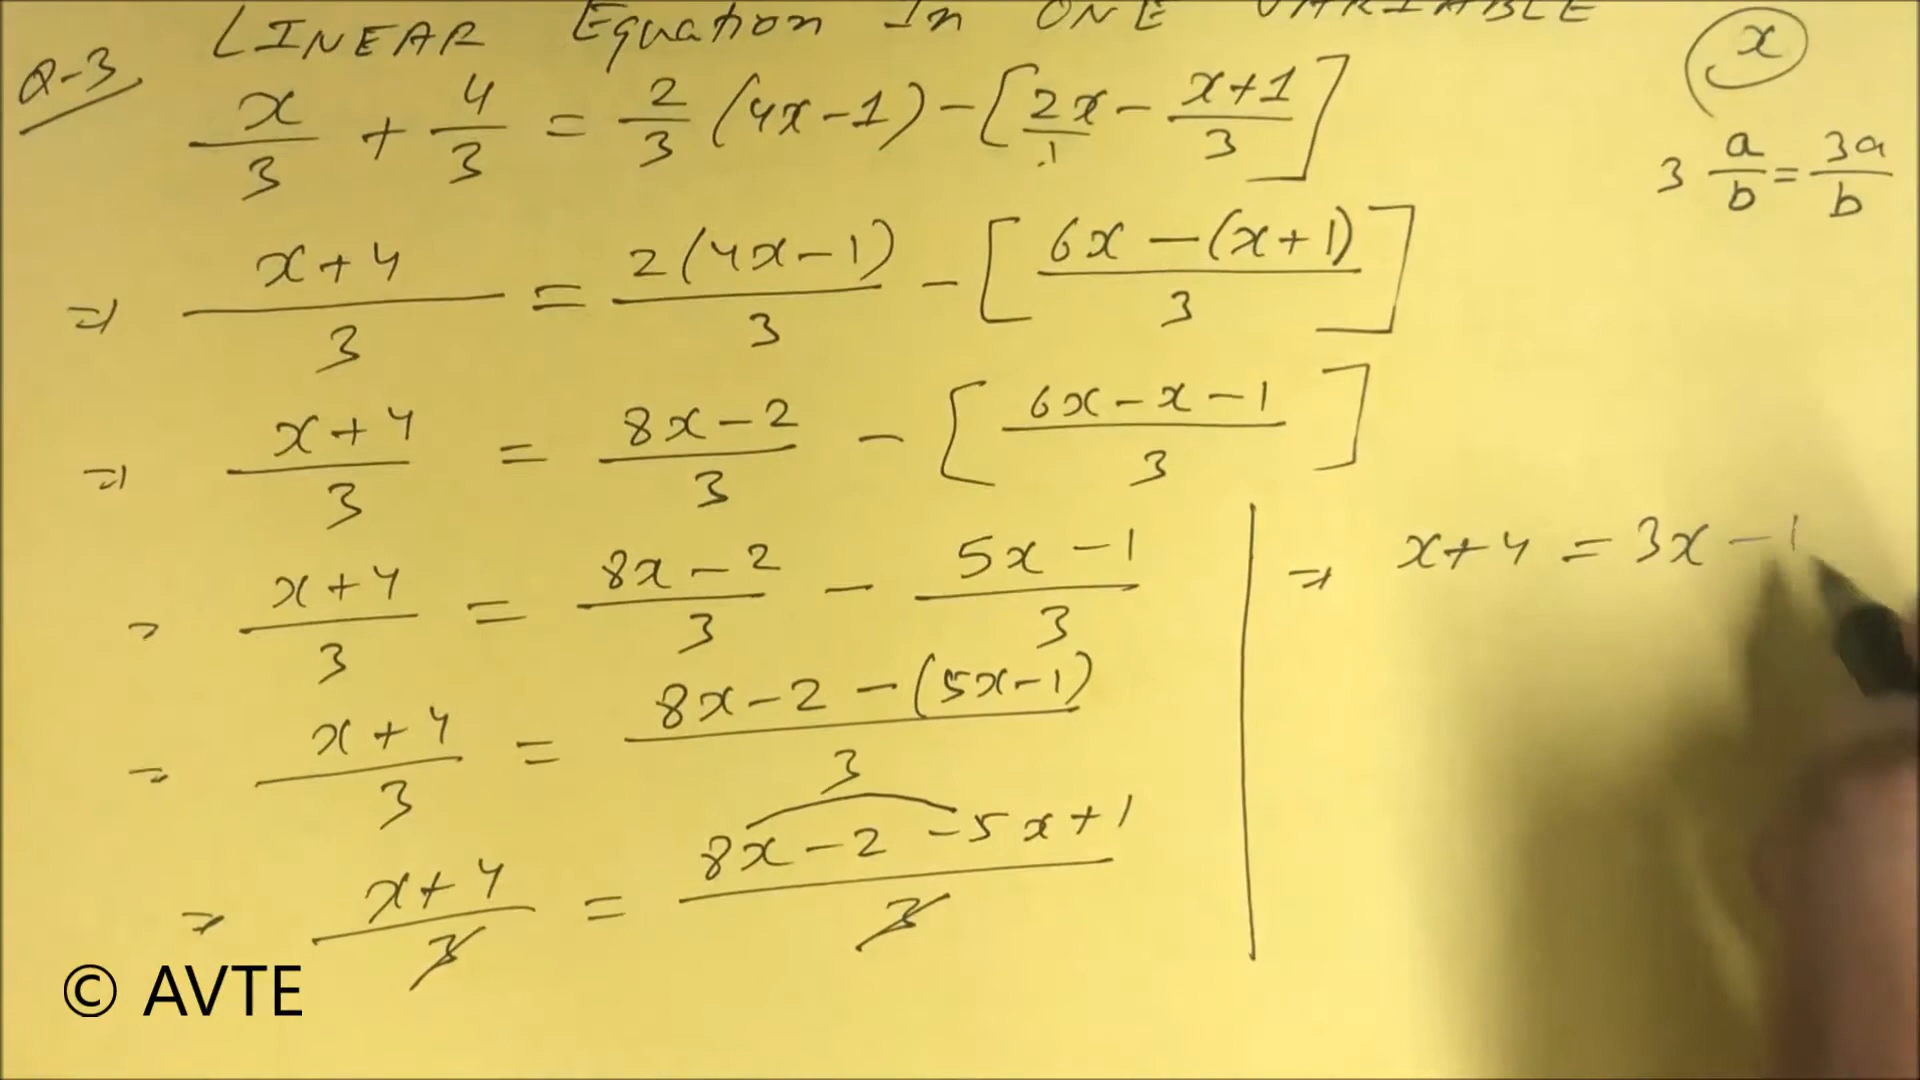 LINEAR Equation In ONE VARIABLE
Q-3 x/3 + 4/3 = 2/3 (4x-1) - [2x/1 - x+1/3]
x
3 a/b = 3a/b
⇒ x+4/3 = 2(4x-1)/3 - [6x-(x+1)/3]
⇒ x+4/3 = 8x-2/3 - [6x-x-1/3]
= x+4/3 = 8x-2/3 - 5x-1/3
= x+4/3 = 8x-2-(5x-1)/3
⇒ x+4/3 = 8x-2-5x+1/3
⇒ x+4 = 3x-1
© AVTE